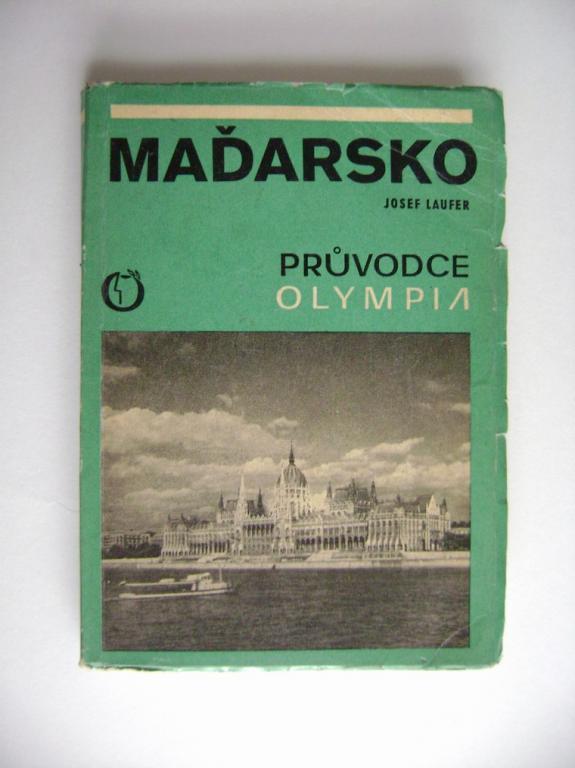 MAĎARSKO
JOSEF LAUFER
PRŮVODCE
OLYMPIA